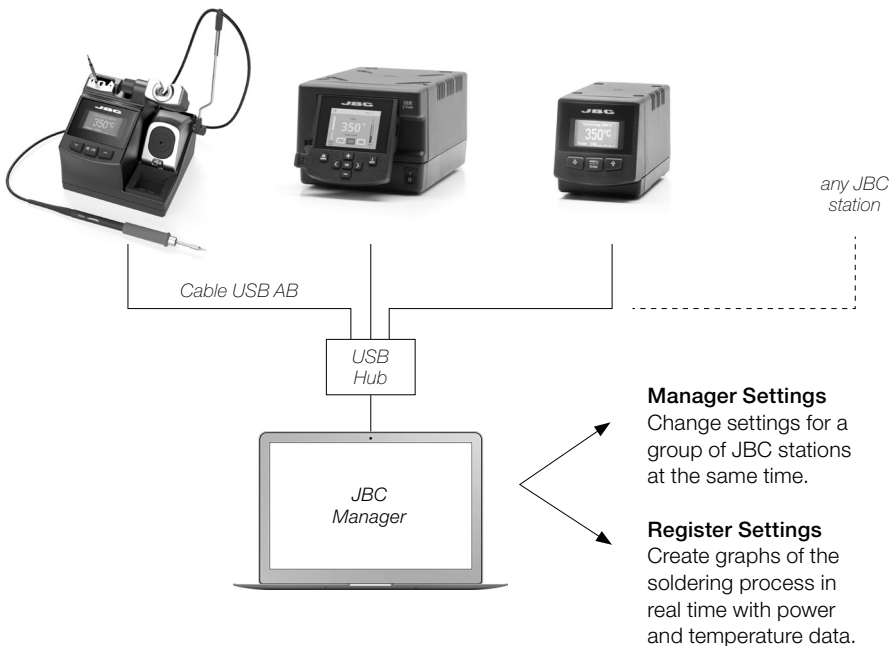 JBC
350°C
JBC
350°
JBC
350°C
any JBC
station
Cable USB AB
USB
Hub
JBC
Manager
Manager Settings
Change settings for a
group of JBC stations
at the same time.
Register Settings
Create graphs of the
soldering process in
real time with power
and temperature data.